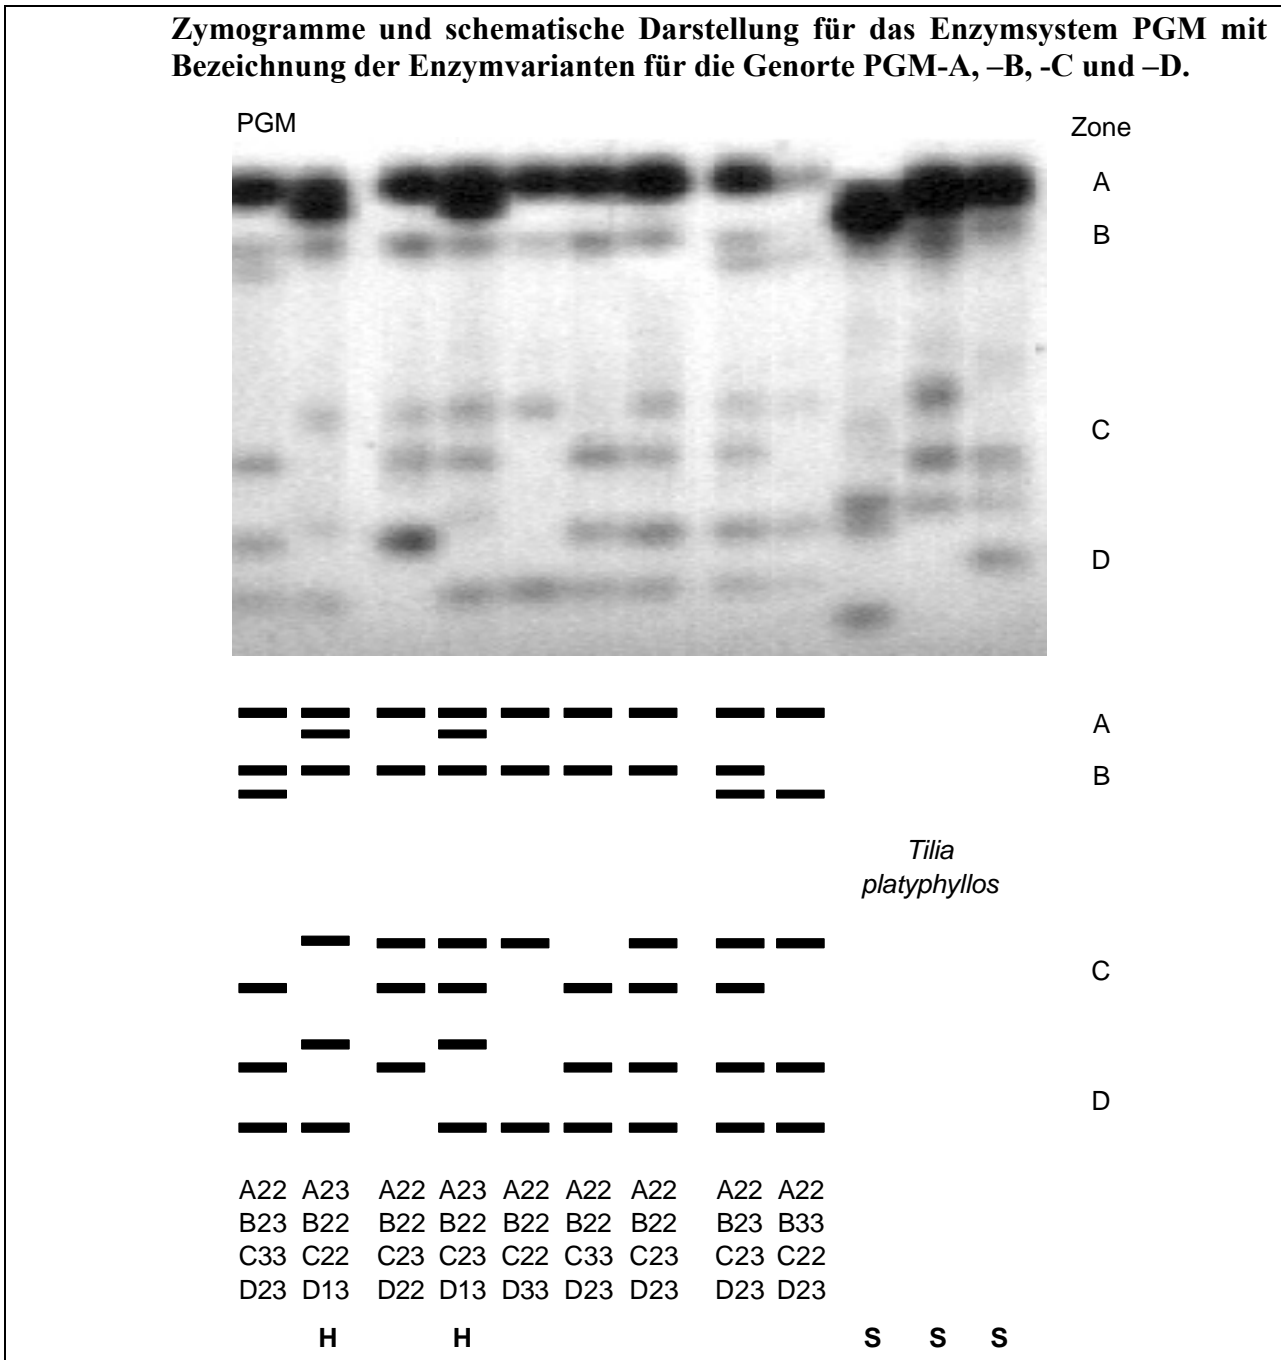 Zymogramme und schematische Darstellung für das Enzymsystem PGM mit
Bezeichnung der Enzymvarianten für die Genorte PGM-A, –B, -C und –D.
PGM
Zone
A
B
C
D
A
B
Tilia
platyphyllos
C
D
A22 A23 A22 A23 A22 A22 A22 A22 A22
B23 B22 B22 B22 B22 B22 B22 B23 B33
C33 C22 C23 C23 C22 C33 C23 C23 C22
D23 D13 D22 D13 D33 D23 D23 D23 D23
H H S S S